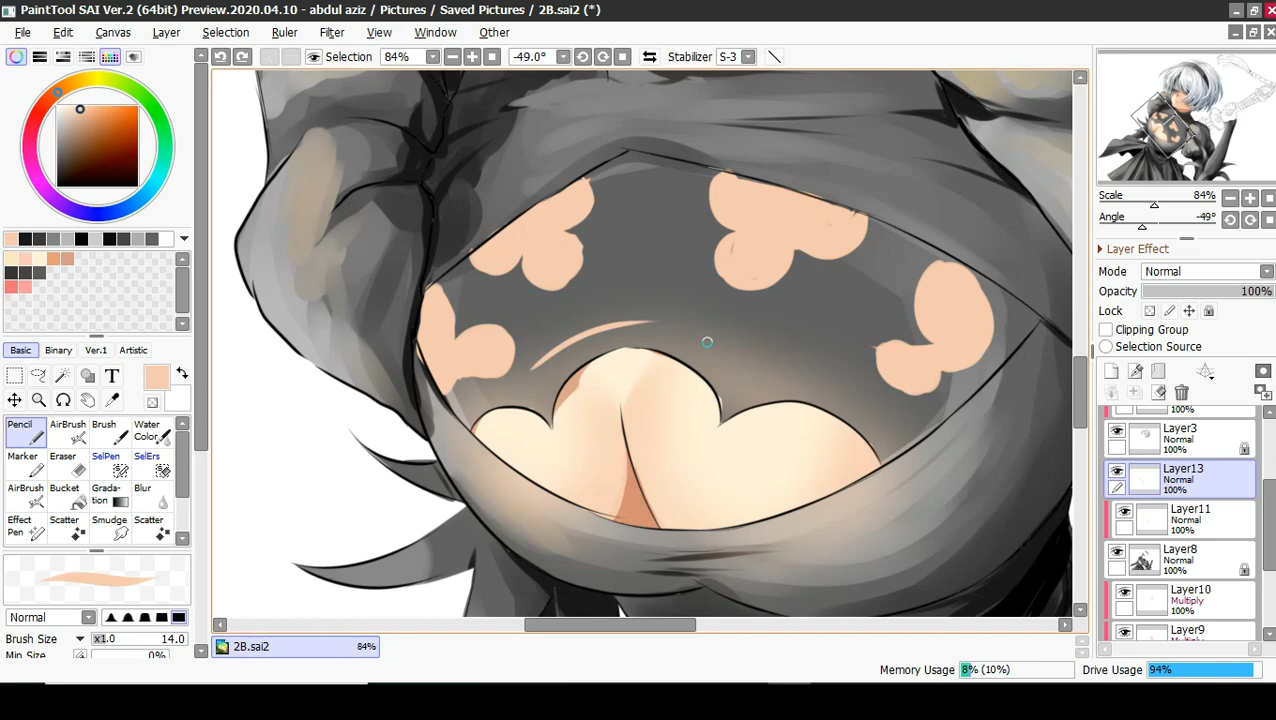 PaintTool SAI Ver.2 (64bit) Preview.2020.04.10 - abdul aziz / Pictures / Saved Pictures / 2B.sai2 (*)
File Edit Canvas Layer Selection Ruler Filter View Window Other
Selection 84% -49.0° Stabilizer S-3
Scale 84%
Angle -49°
Layer Effect
Mode Normal
Opacity 100%
Lock
Clipping Group
Selection Source
Basic Binary Ver.1 Artistic
T
Pencil AirBrush Brush Water Color
Marker Eraser SelPen SelErs
AirBrush Bucket Grada-tion Blur
Effect Pen Scatter Smudge Scatter
Normal
Brush Size x1.0 14.0
Min Size 0%
100%
Layer3
Normal
100%
Layer13
Normal
100%
Layer11
Normal
100%
Layer8
Normal
100%
Layer10
Multiply
100%
Layer9
Multiply
2B.sai2 84%
Memory Usage 8% (10%) Drive Usage 94%